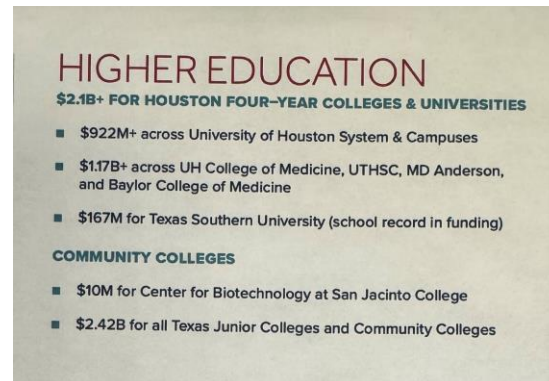 HIGHER EDUCATION
$2.1B+ FOR HOUSTON FOUR–YEAR COLLEGES & UNIVERSITIES
■ $922M+ across University of Houston System & Campuses
■ $1.17B+ across UH College of Medicine, UTHSC, MD Anderson,
and Baylor College of Medicine
■ $167M for Texas Southern University (school record in funding)
COMMUNITY COLLEGES
■ $10M for Center for Biotechnology at San Jacinto College
■ $2.42B for all Texas Junior Colleges and Community Colleges